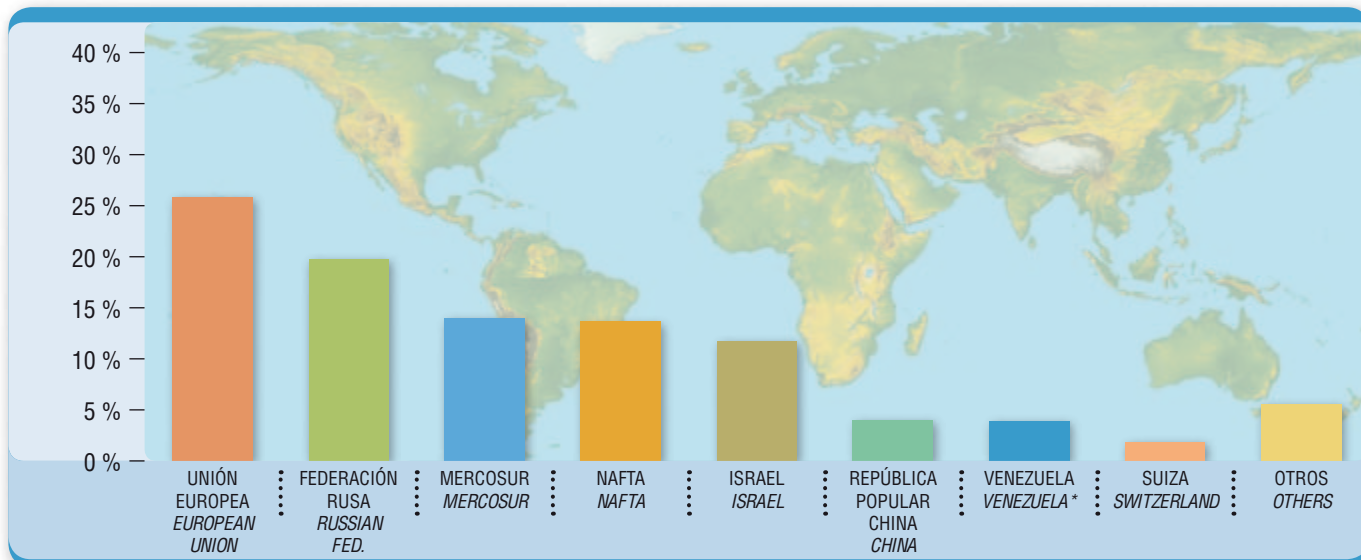 40 %
35 %
30 %
25 %
20 %
15 %
10 %
5 %
0 %
UNIÓN
EUROPEA
EUROPEAN
UNION
FEDERACIÓN
RUSA
RUSSIAN
FED.
MERCOSUR
MERCOSUR
NAFTA
NAFTA
ISRAEL
ISRAEL
REPÚBLICA
POPULAR
CHINA
CHINA
VENEZUELA
VENEZUELA*
SUIZA
SWITZERLAND
OTROS
OTHERS